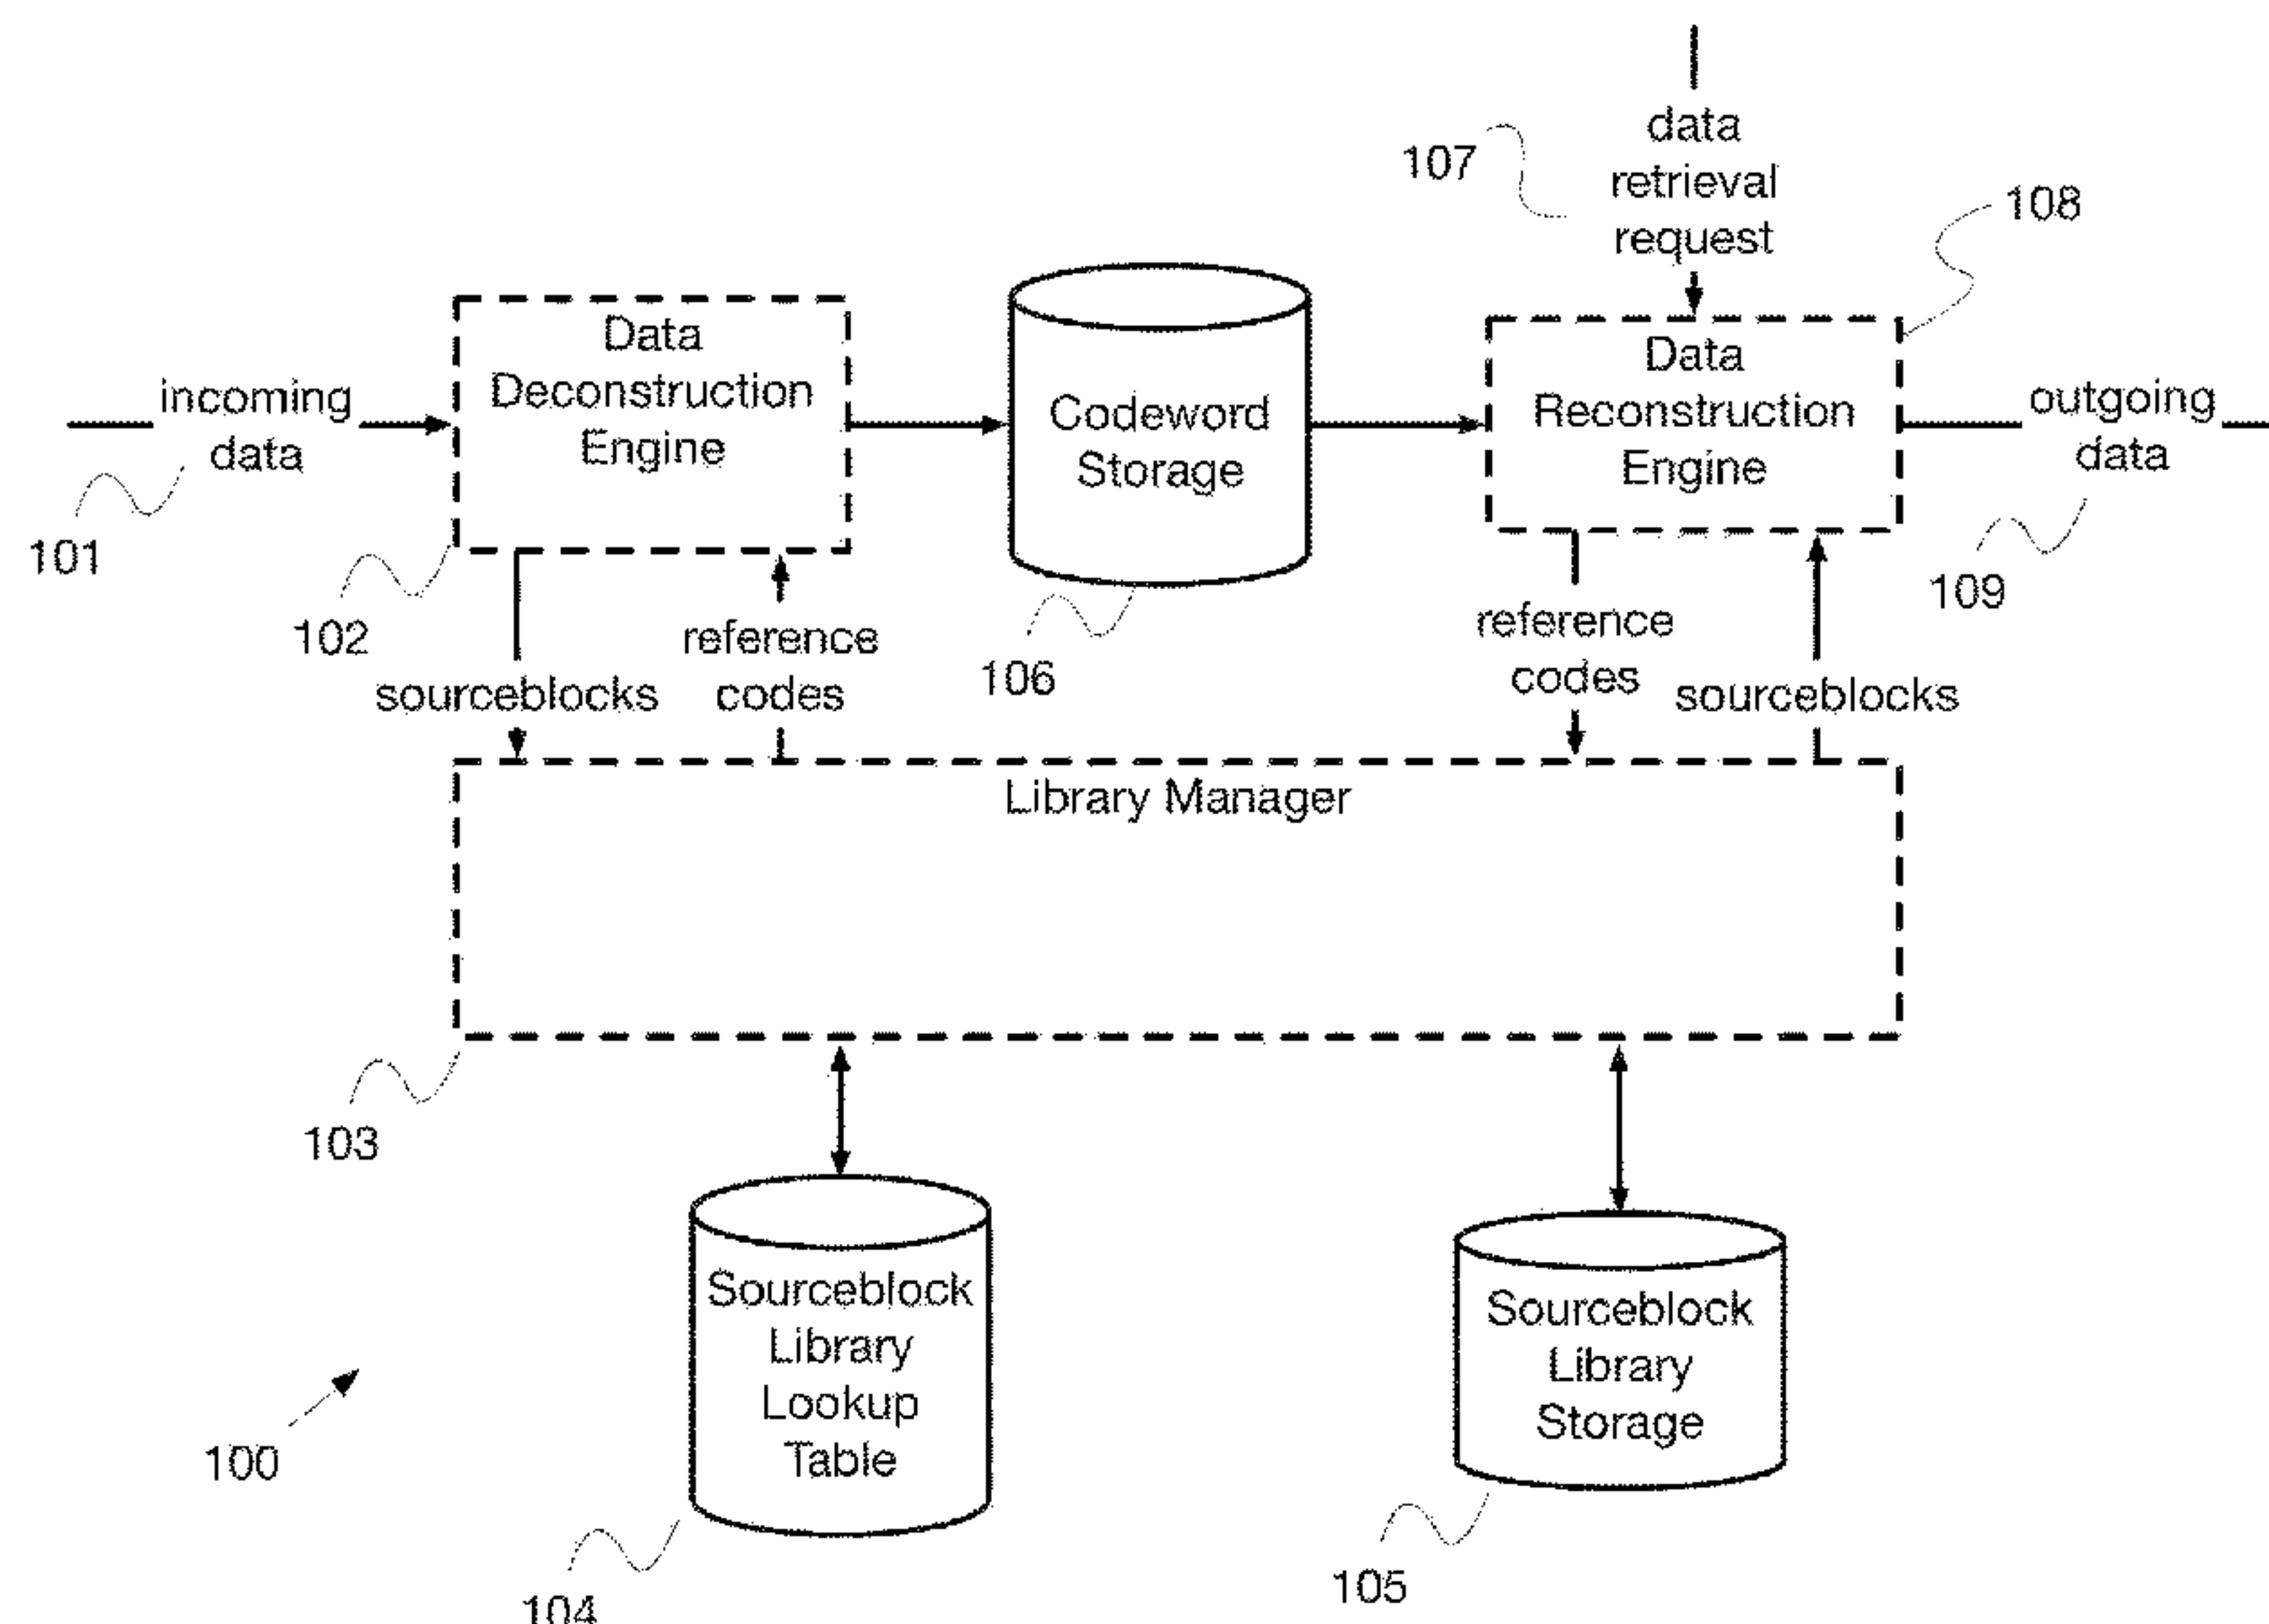 data
retrieval
request
107
108
incoming
data
101
Data
Deconstruction
Engine
102
Codeword
Storage
106
Data
Reconstruction
Engine
outgoing
data
109
sourceblocks
reference
codes
reference
codes
sourceblocks
Library Manager
103
Sourceblock
Library
Lookup
Table
104
Sourceblock
Library
Storage
105
100